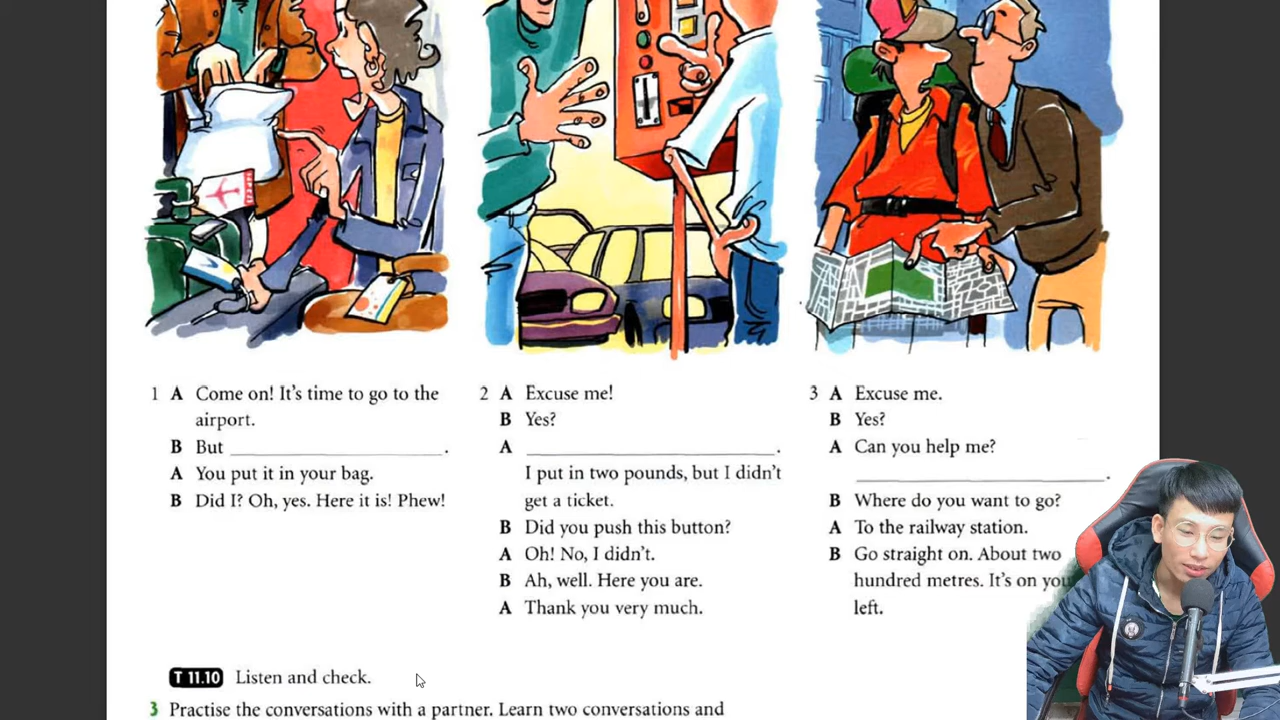 1 A Come on! It's time to go to the
airport.
B But ____________________ .
A You put it in your bag.
B Did I? Oh, yes. Here it is! Phew!
2 A Excuse me!
B Yes?
A ____________________ .
I put in two pounds, but I didn't
get a ticket.
B Did you push this button?
A Oh! No, I didn't.
B Ah, well. Here you are.
A Thank you very much.
3 A Excuse me.
B Yes?
A Can you help me?
____________________ .
B Where do you want to go?
A To the railway station.
B Go straight on. About two
hundred metres. It's on
left.
T 11.10 Listen and check.
3 Practise the conversations with a partner. Learn two conversations and